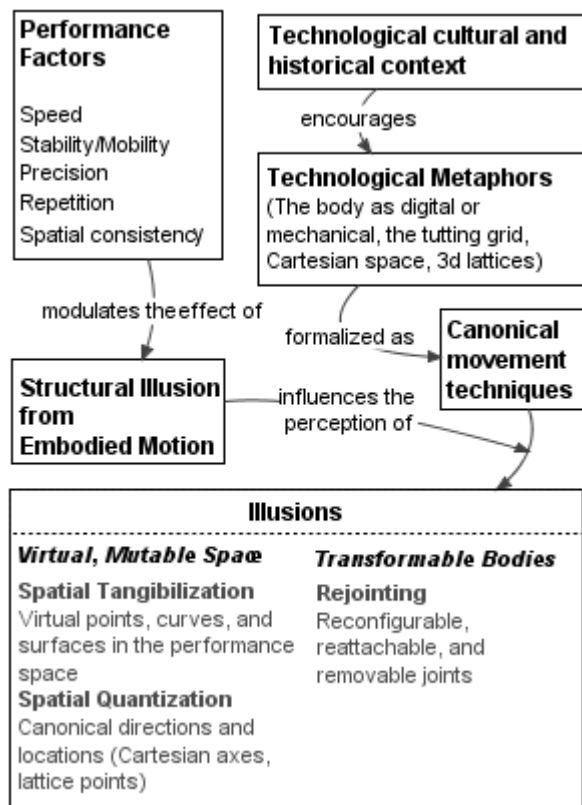 Performance
Factors
Speed
Stability/Mobility
Precision
Repetition
Spatial consistency
Technological cultural and
historical context
encourages
Technological Metaphors
(The body as digital or
mechanical, the tutting grid,
Cartesian space, 3d lattices)
modulates the effect of
formalized as
Canonical
movement
techniques
Structural Illusion
from
Embodied Motion
influences the
perception of
Illusions
Virtual, Mutable Space
Spatial Tangibilization
Virtual points, curves, and
surfaces in the performance
space
Spatial Quantization
Canonical directions and
locations (Cartesian axes,
lattice points)
Transformable Bodies
Rejointing
Reconfigurable,
reattachable, and
removable joints